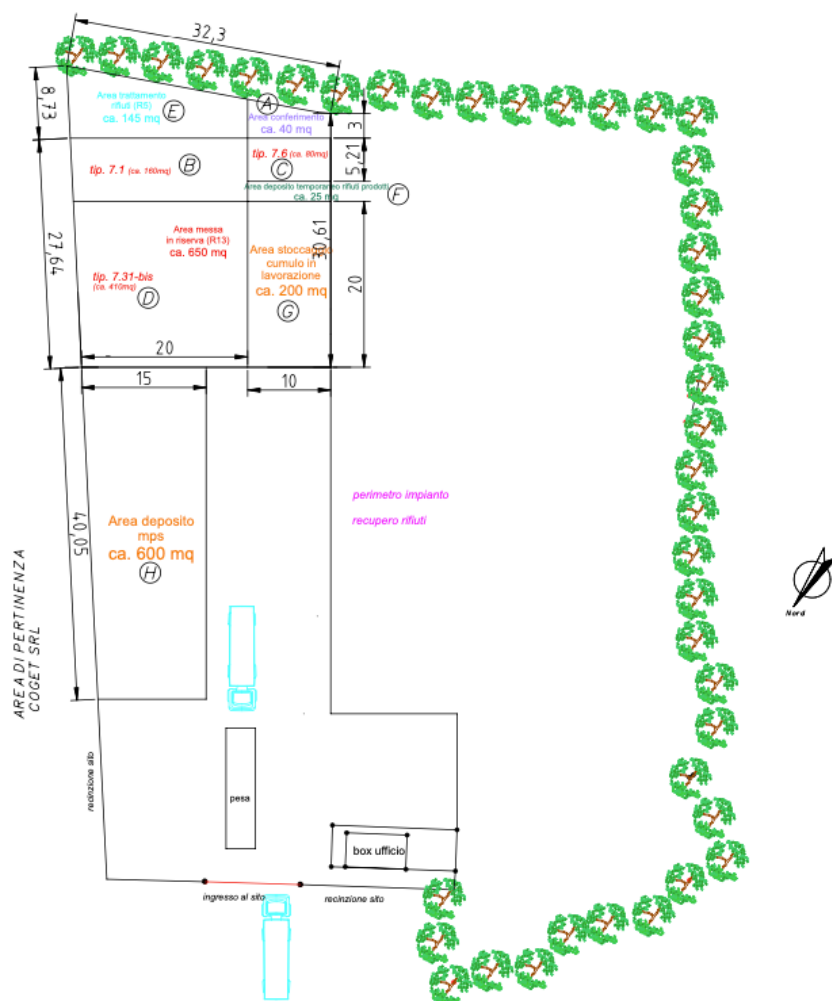 32,3
8,73
Area trattamento
rifiuti (R5)
ca. 145 mq
E
A
Area conferimento
ca. 40 mq
3
tip. 7.1 (ca. 160mq)
B
tip. 7.6 (ca. 80mq)
C
5,21
Area deposito temporaneo rifiuti prodotti
ca. 25 mq
F
27,64
Area messa
in riserva (R13)
ca. 650 mq
Area stoccaggio
cumulo in
lavorazione
ca. 200 mq
G
30,61
20
tip. 7.31-bis
(ca. 410mq)
D
20
15
10
40,05
Area deposito
mps
ca. 600 mq
H
perimetro impianto
recupero rifiuti
AREA DI PERTINENZA
COGET SRL
Nord
recinzione sito
pesa
box ufficio
ingresso al sito
recinzione sito